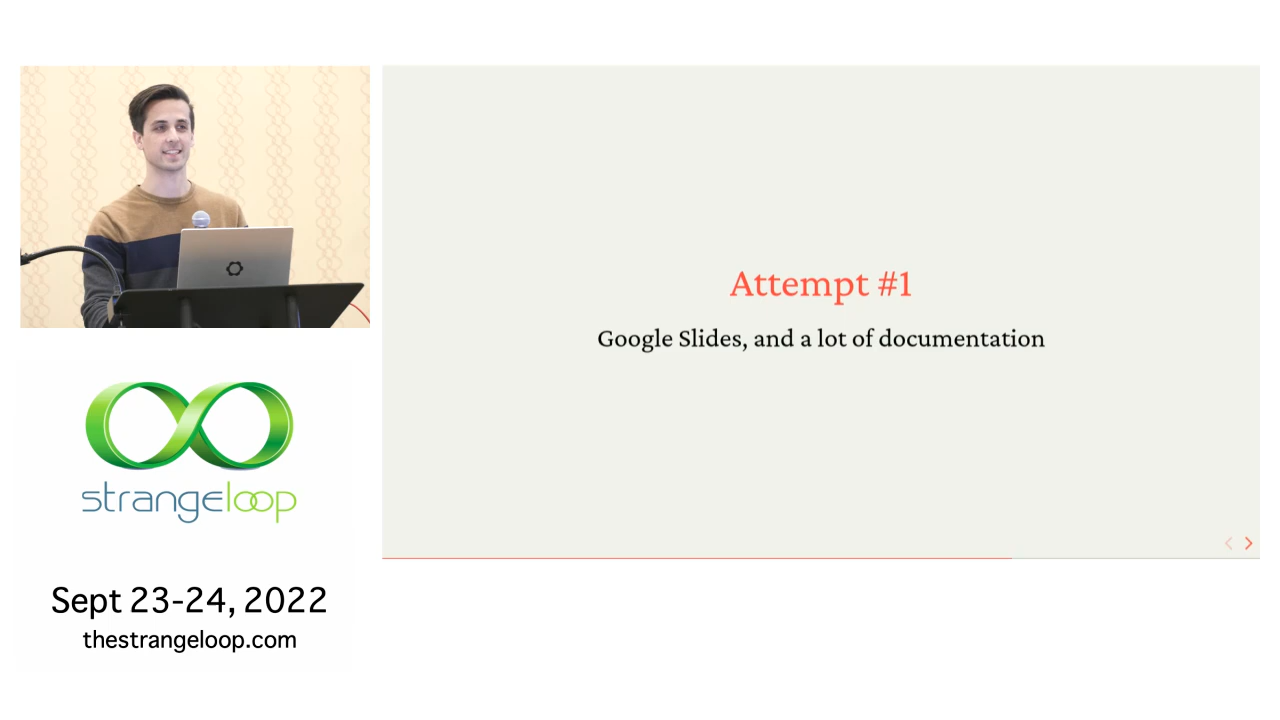 Attempt #1
Google Slides, and a lot of documentation
strangeloop
Sept 23-24, 2022
thestrangeloop.com